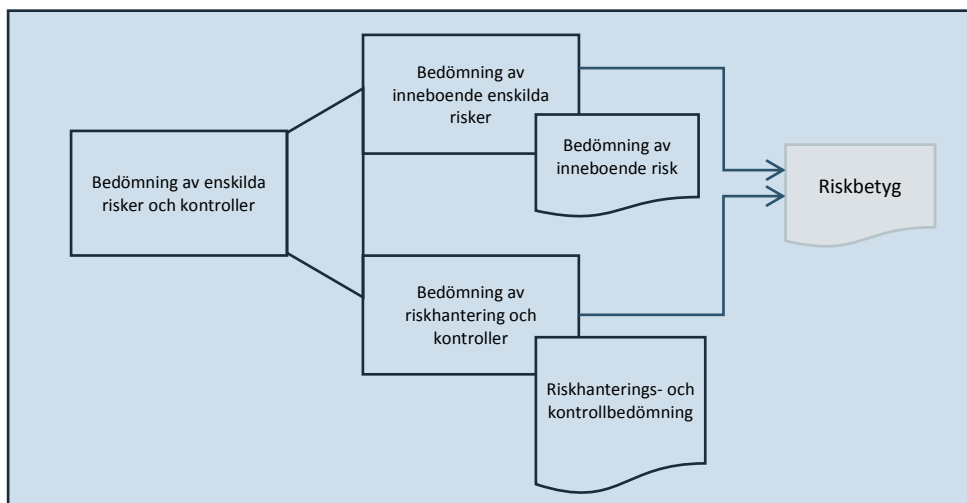 Bedömning av enskilda
risker och kontroller
Bedömning av
inneboende enskilda
risker
Bedömning av
inneboende risk
Bedömning av
riskhantering och
kontroller
Riskhanterings- och
kontrollbedömning
Riskbetyg